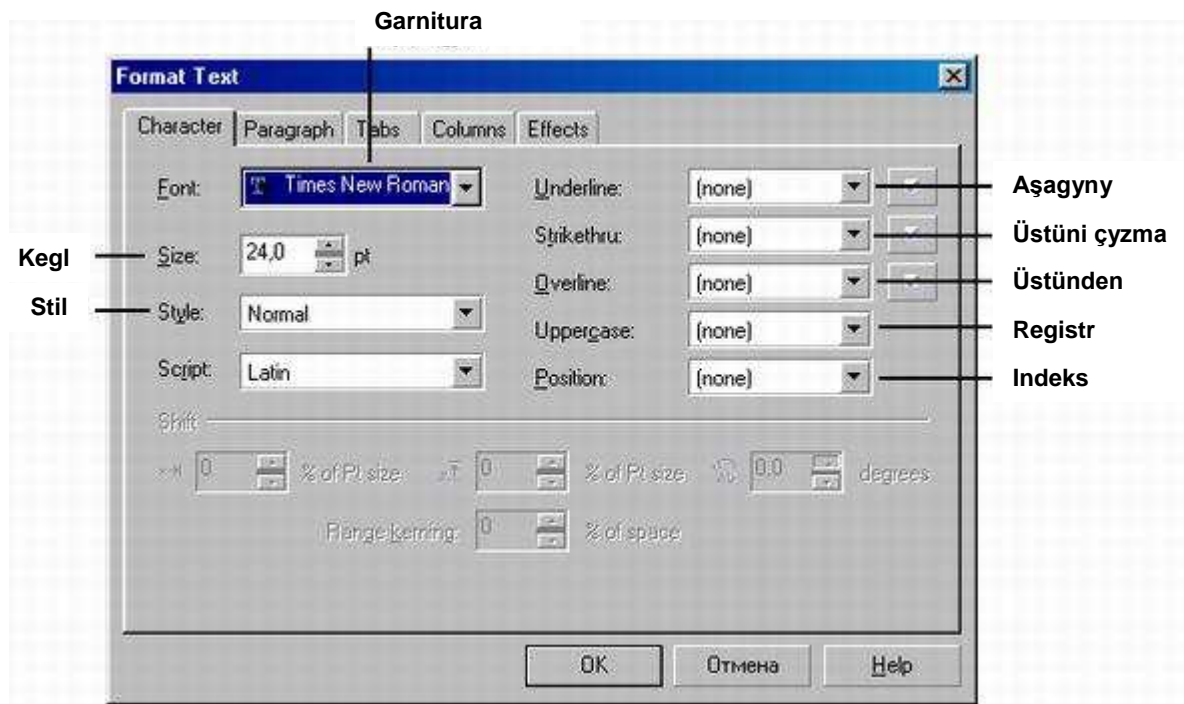 Garnitura
Format Text
Character Paragraph Tabs Columns Effects
Font: Times New Roman Underline: (none) Aşagyny
Strikethru: (none) Üstüni çyzma
Kegl Size: 24,0 pt
Overline: (none) Üstünden
Stil Style: Normal
Uppercase: (none) Registr
Script: Latin Position: (none) Indeks
Shift
0 % of Pt size 0 % of Pt size 0.0 degrees
Range kerning: 0 % of space
OK Отмена Help